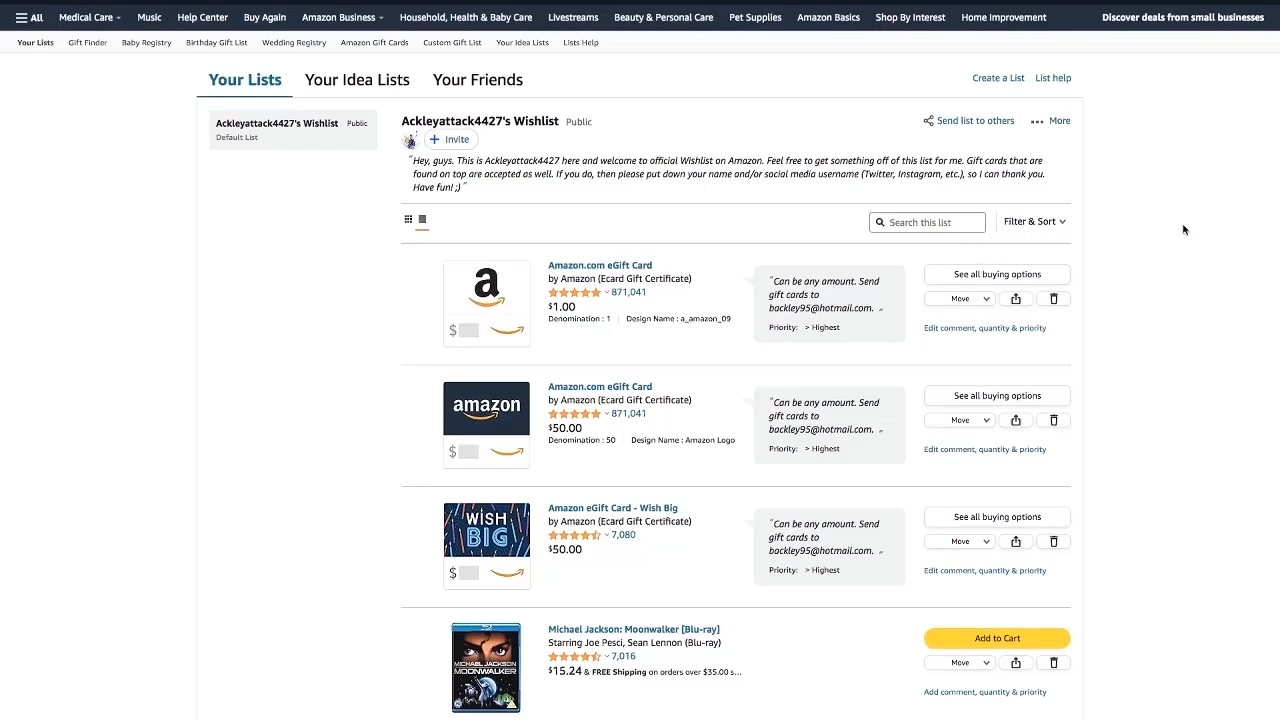 All Medical Care Music Help Center Buy Again Amazon Business Household, Health & Baby Care Livestreams Beauty & Personal Care Pet Supplies Amazon Basics Shop By Interest Home Improvement Discover deals from small businesses
Your Lists Gift Finder Baby Registry Birthday Gift List Wedding Registry Amazon Gift Cards Custom Gift List Your Idea Lists Lists Help
Your Lists Your Idea Lists Your Friends Create a List List help
Ackleyattack4427's Wishlist Public
Default List
Ackleyattack4427's Wishlist Public
Send list to others More
+ Invite
"Hey, guys. This is Ackleyattack4427 here and welcome to official Wishlist on Amazon. Feel free to get something off of this list for me. Gift cards that are
found on top are accepted as well. If you do, then please put down your name and/or social media username (Twitter, Instagram, etc.), so I can thank you.
Have fun! ;) "
Search this list Filter & Sort
a
$
Amazon.com eGift Card
by Amazon (Ecard Gift Certificate)
871,041
$1.00
Denomination : 1 | Design Name : a_amazon_09
"Can be any amount. Send
gift cards to
backley95@hotmail.com. "
Priority: > Highest
See all buying options
Move
Edit comment, quantity & priority
amazon
$
Amazon.com eGift Card
by Amazon (Ecard Gift Certificate)
871,041
$50.00
Denomination : 50 Design Name : Amazon Logo
"Can be any amount. Send
gift cards to
backley95@hotmail.com. "
Priority: > Highest
See all buying options
Move
Edit comment, quantity & priority
WISH
BIG
$
Amazon eGift Card - Wish Big
by Amazon (Ecard Gift Certificate)
7,080
$50.00
"Can be any amount. Send
gift cards to
backley95@hotmail.com. "
Priority: > Highest
See all buying options
Move
Edit comment, quantity & priority
MICHAEL JACKSON
MOONWALKER
Michael Jackson: Moonwalker [Blu-ray]
Starring Joe Pesci, Sean Lennon (Blu-ray)
7,016
$15.24 & FREE Shipping on orders over $35.00 s...
Add to Cart
Move
Add comment, quantity & priority